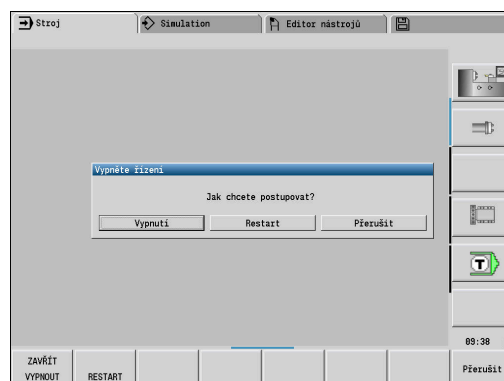 Stroj
Simulation
Editor nástrojů
Vypněte řízení
Jak chcete postupovat?
Vypnutí
Restart
Přerušit
T
09:38
ZAVŘÍT
VYPNOUT
RESTART
Přerušit